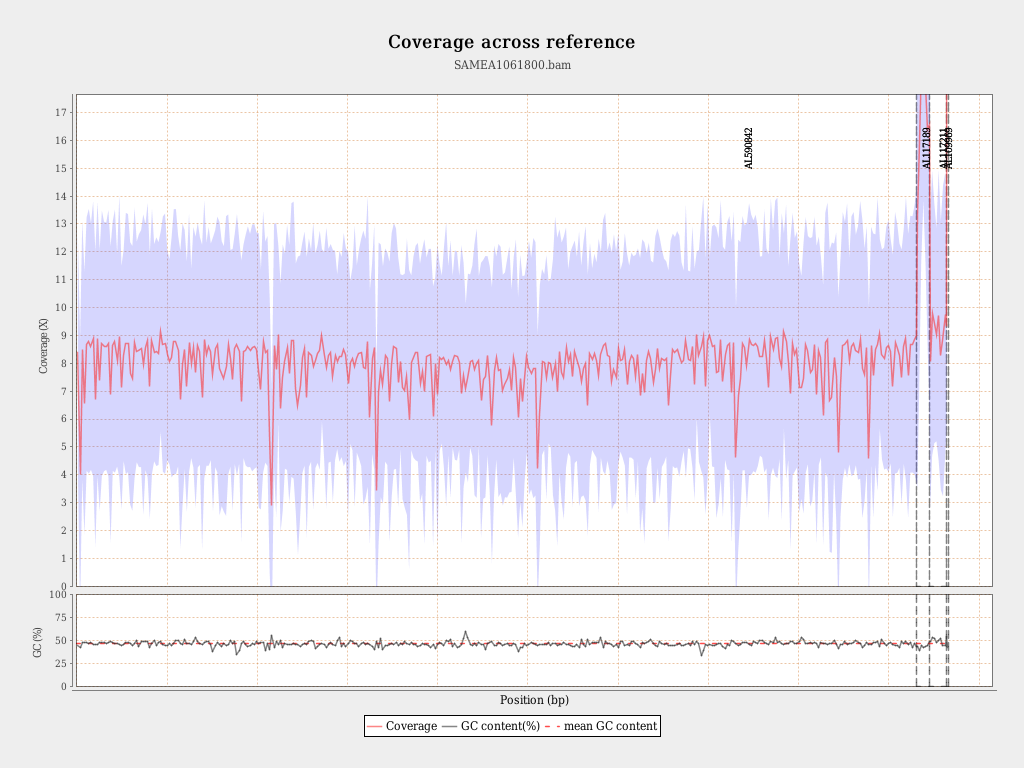 Coverage across reference
SAMEA1061800.bam
Coverage (X)
17
16
15
14
13
12
11
10
9
8
7
6
5
4
3
2
1
0
AL590842
AL117189
AL117211
AL109969
GC (%)
100
75
50
25
0
Position (bp)
Coverage GC content(%) mean GC content